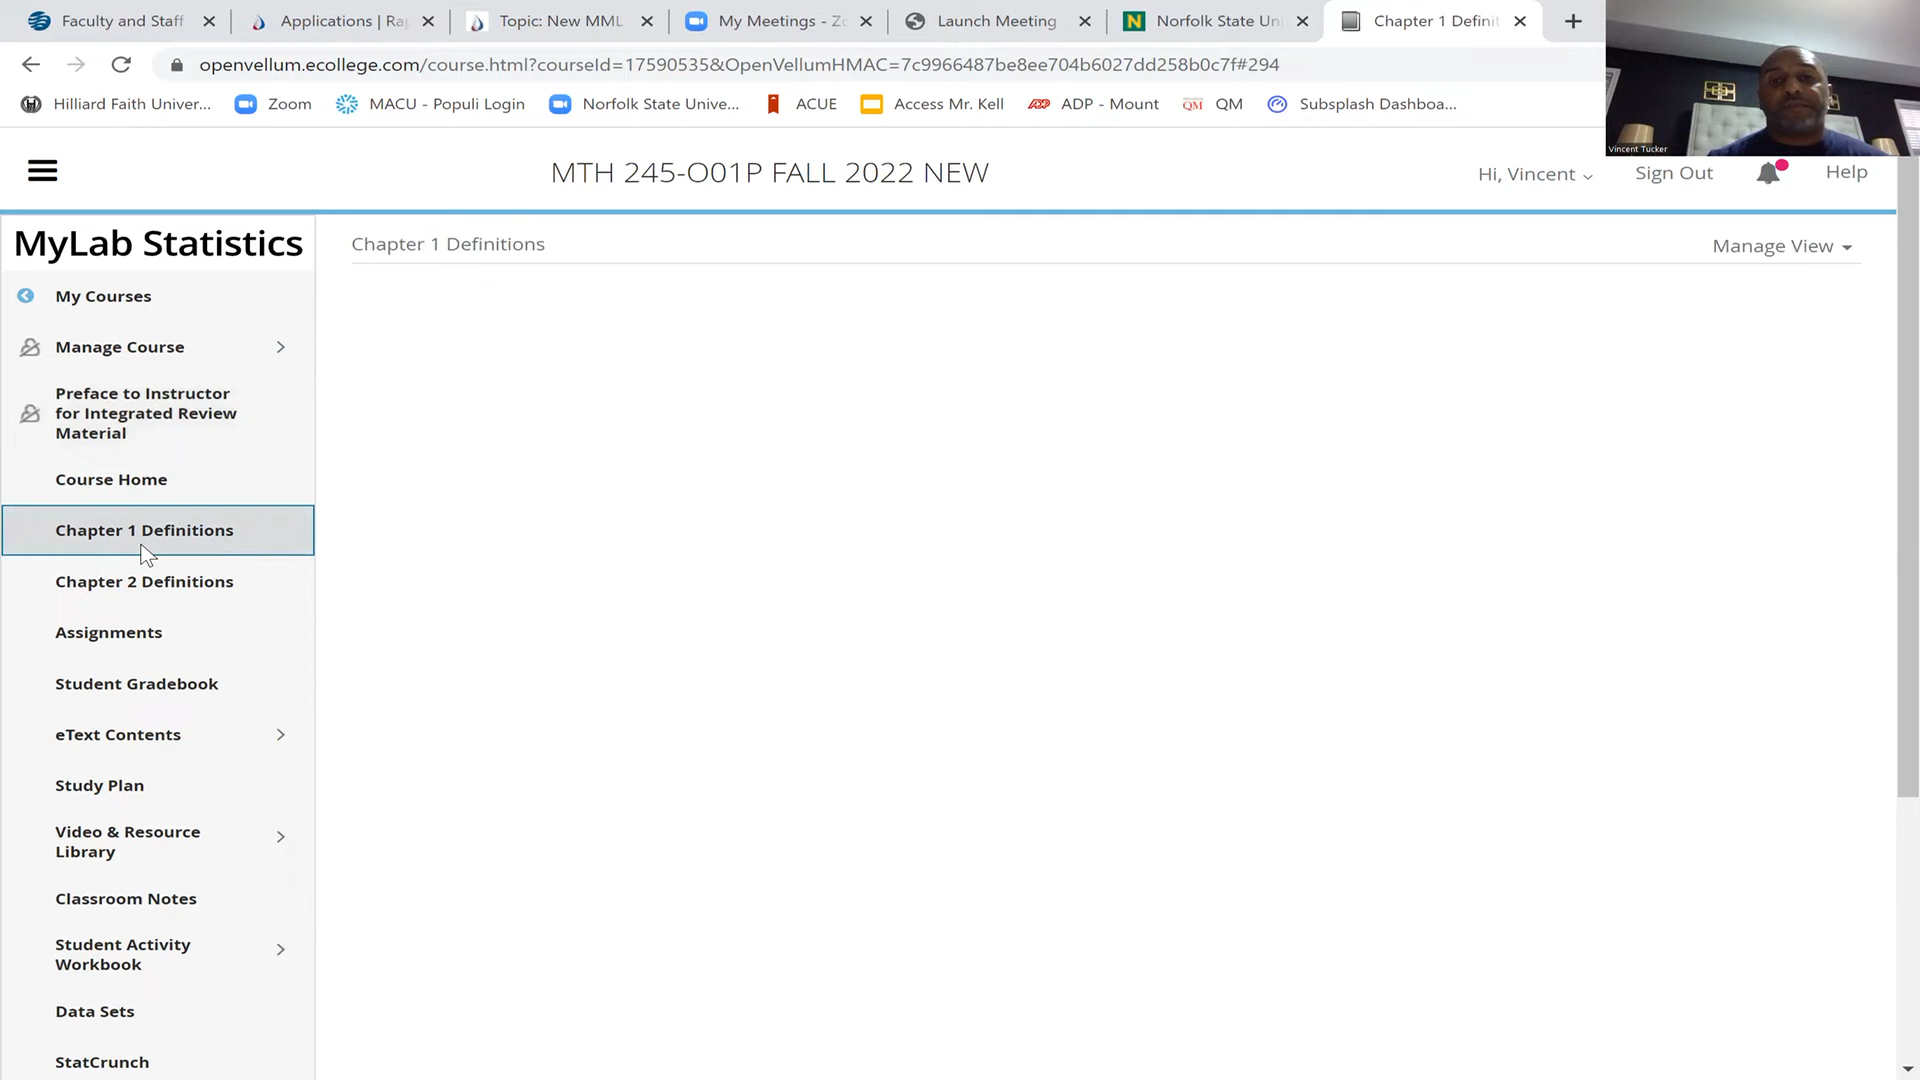 Faculty and Staff
Applications | Ra
Topic: New MML
My Meetings - Zo
Launch Meeting
Norfolk State Un
Chapter 1 Definit
openvellum.ecollege.com/course.html?courseId=17590535&OpenVellumHMAC=7c9966487be8ee704b6027dd258b0c7f#294
Hilliard Faith Univer...
Zoom
MACU - Populi Login
Norfolk State Unive...
ACUE
Access Mr. Kell
ADP - Mount
QM QM
Subsplash Dashboa...
Vincent Tucker
MTH 245-O01P FALL 2022 NEW
Hi, Vincent
Sign Out
Help
MyLab Statistics
Chapter 1 Definitions
Manage View
My Courses
Manage Course
Preface to Instructor
for Integrated Review
Material
Course Home
Chapter 1 Definitions
Chapter 2 Definitions
Assignments
Student Gradebook
eText Contents
Study Plan
Video & Resource
Library
Classroom Notes
Student Activity
Workbook
Data Sets
StatCrunch